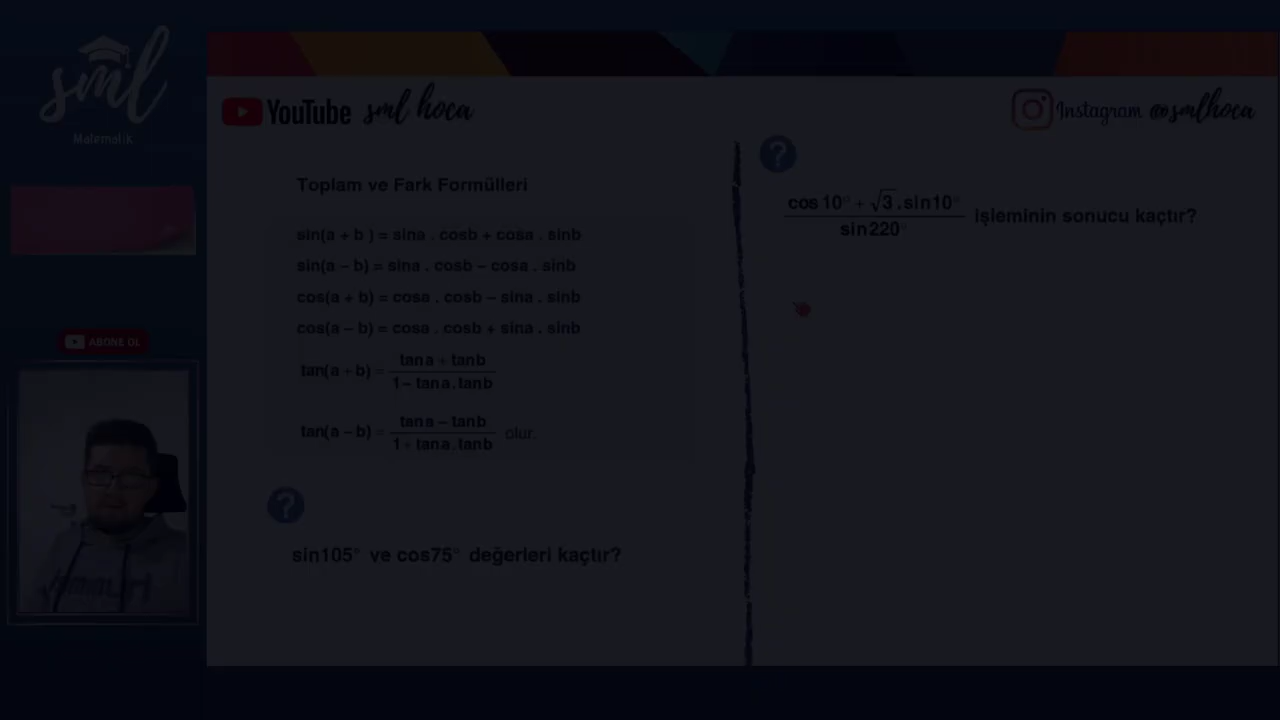 sml
Matematik
ABONE OL
YouTube sml hoca
Instagram @smlhoca
Toplam ve Fark Formülleri
sin(a + b ) = sina . cosb + cosa . sinb
sin(a – b) = sina . cosb – cosa . sinb
cos(a + b) = cosa . cosb – sina . sinb
cos(a – b) = cosa . cosb + sina . sinb
tan(a + b) = tana + tanb / 1 – tana . tanb
tan(a – b) = tana – tanb / 1 + tana . tanb olur.
?
sin105° ve cos75° değerleri kaçtır?
?
cos 10° + √3 . sin10° / sin220° işleminin sonucu kaçtır?